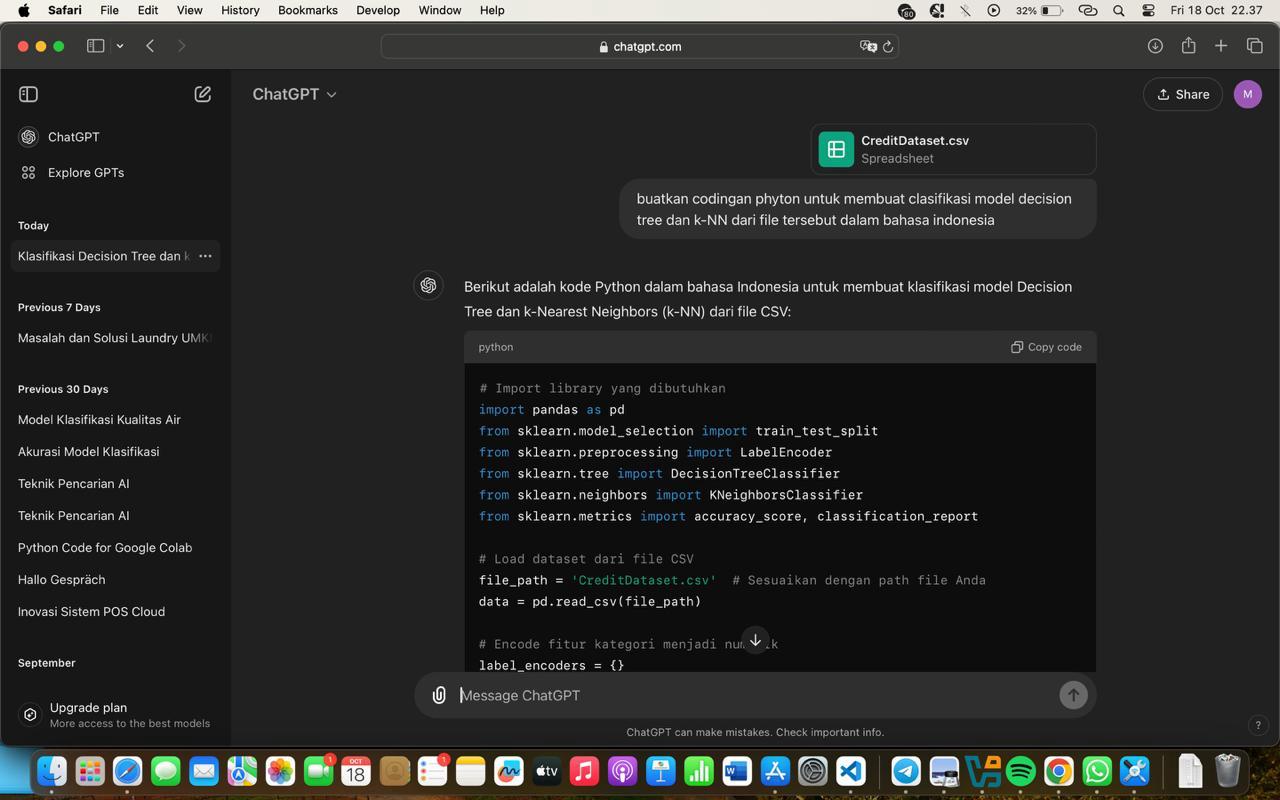 Safari File Edit View History Bookmarks Develop Window Help
80
32%
Fri 18 Oct 22.37
chatgpt.com
ChatGPT
Share
M
ChatGPT
Explore GPTs
Today
Klasifikasi Decision Tree dan k
Previous 7 Days
Masalah dan Solusi Laundry UMK
Previous 30 Days
Model Klasifikasi Kualitas Air
Akurasi Model Klasifikasi
Teknik Pencarian AI
Teknik Pencarian AI
Python Code for Google Colab
Hallo Gespräch
Inovasi Sistem POS Cloud
September
Upgrade plan
More access to the best models
CreditDataset.csv
Spreadsheet
buatkan codingan phyton untuk membuat clasifikasi model decision
tree dan k-NN dari file tersebut dalam bahasa indonesia
Berikut adalah kode Python dalam bahasa Indonesia untuk membuat klasifikasi model Decision
Tree dan k-Nearest Neighbors (k-NN) dari file CSV:
python
Copy code
# Import library yang dibutuhkan
import pandas as pd
from sklearn.model_selection import train_test_split
from sklearn.preprocessing import LabelEncoder
from sklearn.tree import DecisionTreeClassifier
from sklearn.neighbors import KNeighborsClassifier
from sklearn.metrics import accuracy_score, classification_report
# Load dataset dari file CSV
file_path = 'CreditDataset.csv' # Sesuaikan dengan path file Anda
data = pd.read_csv(file_path)
# Encode fitur kategori menjadi
label_encoders = {}
Message ChatGPT
ChatGPT can make mistakes. Check important info.
?
1
OCT
18
1
tv